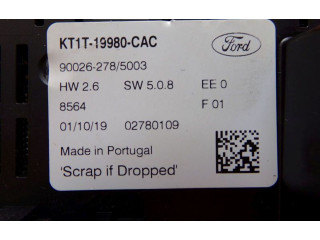 KT1T-19980-CAC
Ford
90026-278/5003
HW 2.6 SW 5.0.8 EE 0
8564 F 01
01/10/19 02780109
Made in Portugal
'Scrap if Dropped'